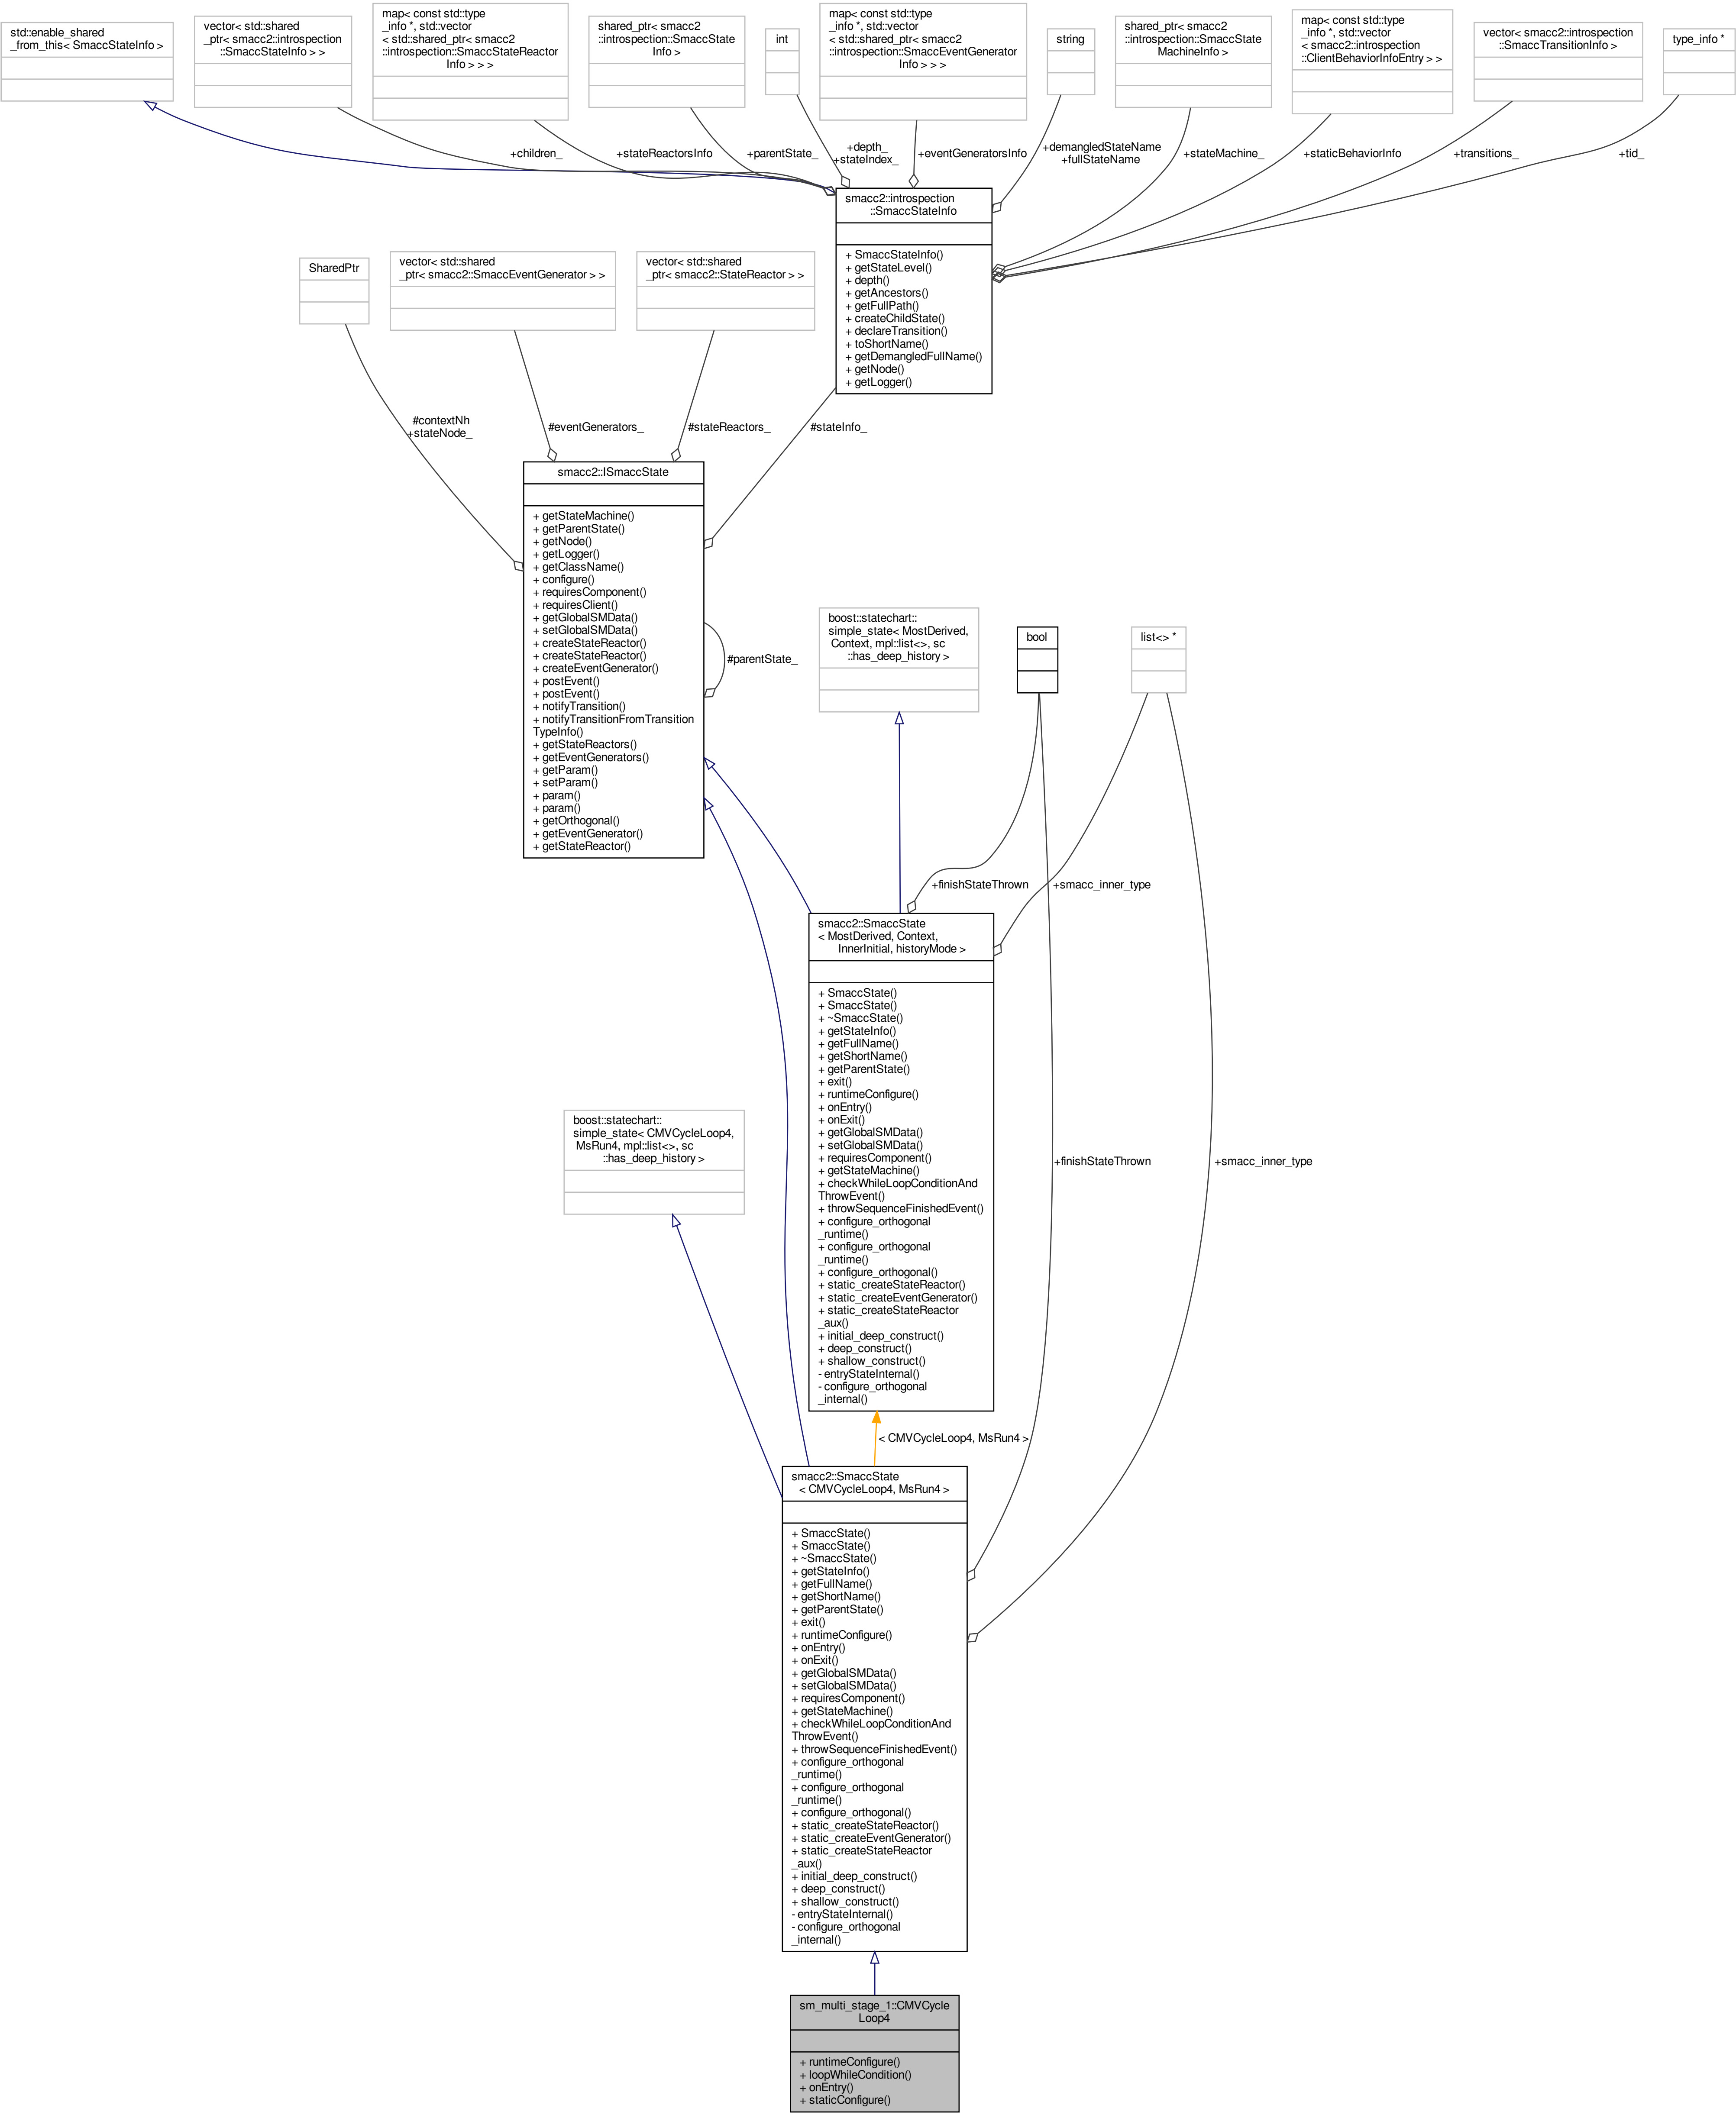 std::enable_shared
_from_this< SmaccStateInfo >
vector< std::shared
_ptr< smacc2::introspection
::SmaccStateInfo > >
map< const std::type
_info *, std::vector
< std::shared_ptr< smacc2
::introspection::SmaccStateReactor
Info > > >
shared_ptr< smacc2
::introspection::SmaccState
Info >
int
map< const std::type
_info *, std::vector
< std::shared_ptr< smacc2
::introspection::SmaccEventGenerator
Info > > >
string
shared_ptr< smacc2
::introspection::SmaccState
MachineInfo >
map< const std::type
_info *, std::vector
< smacc2::introspection
::ClientBehaviorInfoEntry > >
vector< smacc2::introspection
::SmaccTransitionInfo >
type_info *
+children_
+stateReactorsInfo
+parentState_
+depth_
+stateIndex_
+eventGeneratorsInfo
+demangledStateName
+fullStateName
+stateMachine_
+staticBehaviorInfo
+transitions_
+tid_
smacc2::introspection
::SmaccStateInfo
+ SmaccStateInfo()
+ getStateLevel()
+ depth()
+ getAncestors()
+ getFullPath()
+ createChildState()
+ declareTransition()
+ toShortName()
+ getDemangledFullName()
+ getNode()
+ getLogger()
SharedPtr
vector< std::shared
_ptr< smacc2::SmaccEventGenerator > >
vector< std::shared
_ptr< smacc2::StateReactor > >
#contextNh
+stateNode_
#eventGenerators_
#stateReactors_
#stateInfo_
smacc2::ISmaccState
+ getStateMachine()
+ getParentState()
+ getNode()
+ getLogger()
+ getClassName()
+ configure()
+ requiresComponent()
+ requiresClient()
+ getGlobalSMData()
+ setGlobalSMData()
+ createStateReactor()
+ createStateReactor()
+ createEventGenerator()
+ postEvent()
+ postEvent()
+ notifyTransition()
+ notifyTransitionFromTransition
TypeInfo()
+ getStateReactors()
+ getEventGenerators()
+ getParam()
+ setParam()
+ param()
+ param()
+ getOrthogonal()
+ getEventGenerator()
+ getStateReactor()
#parentState_
boost::statechart::
simple_state< MostDerived,
Context, mpl::list<>, sc
::has_deep_history >
bool
list<> *
+finishStateThrown
+smacc_inner_type
smacc2::SmaccState
< MostDerived, Context,
InnerInitial, historyMode >
+ SmaccState()
+ SmaccState()
+ ~SmaccState()
+ getStateInfo()
+ getFullName()
+ getShortName()
+ getParentState()
+ exit()
+ runtimeConfigure()
+ onEntry()
+ onExit()
+ getGlobalSMData()
+ setGlobalSMData()
+ requiresComponent()
+ getStateMachine()
+ checkWhileLoopConditionAnd
ThrowEvent()
+ throwSequenceFinishedEvent()
+ configure_orthogonal
_runtime()
+ configure_orthogonal
_runtime()
+ configure_orthogonal()
+ static_createStateReactor()
+ static_createEventGenerator()
+ static_createStateReactor
_aux()
+ initial_deep_construct()
+ deep_construct()
+ shallow_construct()
- entryStateInternal()
- configure_orthogonal
_internal()
boost::statechart::
simple_state< CMVCycleLoop4,
MsRun4, mpl::list<>, sc
::has_deep_history >
+finishStateThrown
+smacc_inner_type
< CMVCycleLoop4, MsRun4 >
smacc2::SmaccState
< CMVCycleLoop4, MsRun4 >
+ SmaccState()
+ SmaccState()
+ ~SmaccState()
+ getStateInfo()
+ getFullName()
+ getShortName()
+ getParentState()
+ exit()
+ runtimeConfigure()
+ onEntry()
+ onExit()
+ getGlobalSMData()
+ setGlobalSMData()
+ requiresComponent()
+ getStateMachine()
+ checkWhileLoopConditionAnd
ThrowEvent()
+ throwSequenceFinishedEvent()
+ configure_orthogonal
_runtime()
+ configure_orthogonal
_runtime()
+ configure_orthogonal()
+ static_createStateReactor()
+ static_createEventGenerator()
+ static_createStateReactor
_aux()
+ initial_deep_construct()
+ deep_construct()
+ shallow_construct()
- entryStateInternal()
- configure_orthogonal
_internal()
sm_multi_stage_1::CMVCycle
Loop4
+ runtimeConfigure()
+ loopWhileCondition()
+ onEntry()
+ staticConfigure()